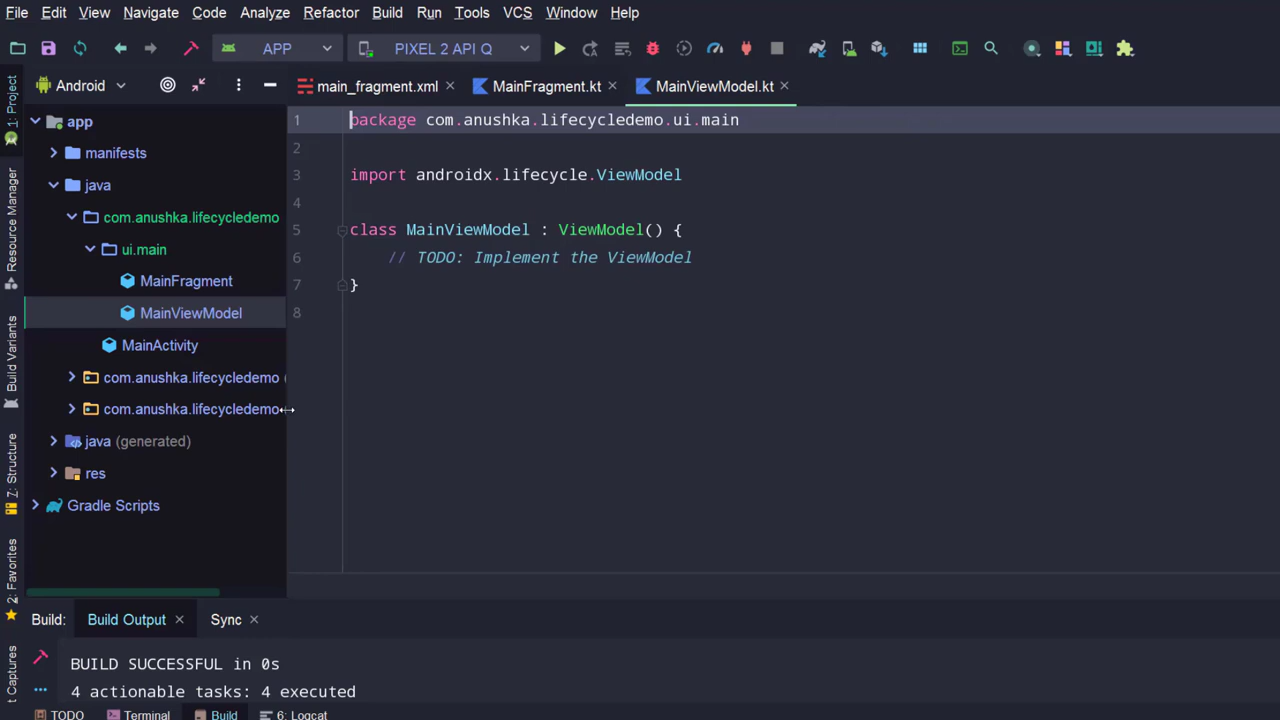 File Edit View Navigate Code Analyze Refactor Build Run Tools VCS Window Help
APP PIXEL 2 API Q
1: Project
Resource Manager
Build Variants
7: Structure
2: Favorites
t Captures
Android
app
manifests
java
com.anushka.lifecycledemo
ui.main
MainFragment
MainViewModel
MainActivity
com.anushka.lifecycledemo (
com.anushka.lifecycledemo
java (generated)
res
Gradle Scripts
main_fragment.xml MainFragment.kt MainViewModel.kt
1 package com.anushka.lifecycledemo.ui.main
2
3 import androidx.lifecycle.ViewModel
4
5 class MainViewModel : ViewModel() {
6 // TODO: Implement the ViewModel
7 }
8
Build: Build Output Sync
BUILD SUCCESSFUL in 0s
4 actionable tasks: 4 executed
TODO Terminal Build 6: Logcat